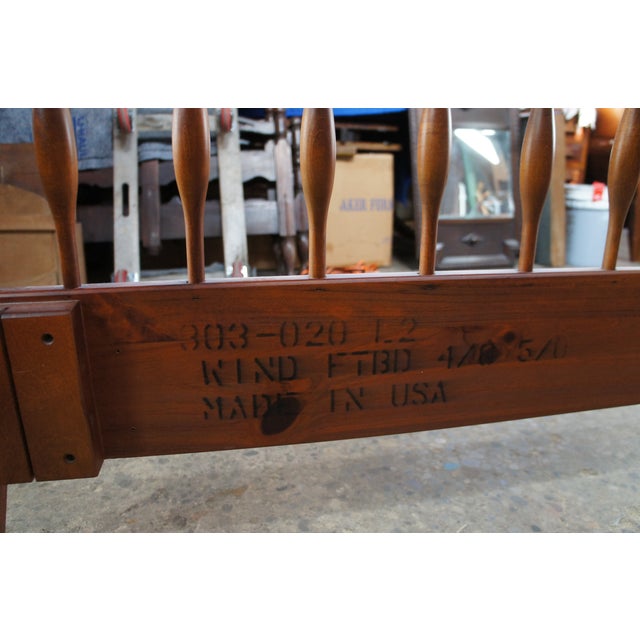 303-020 L2
WIND FTBD 4/6 5/0
MADE IN USA